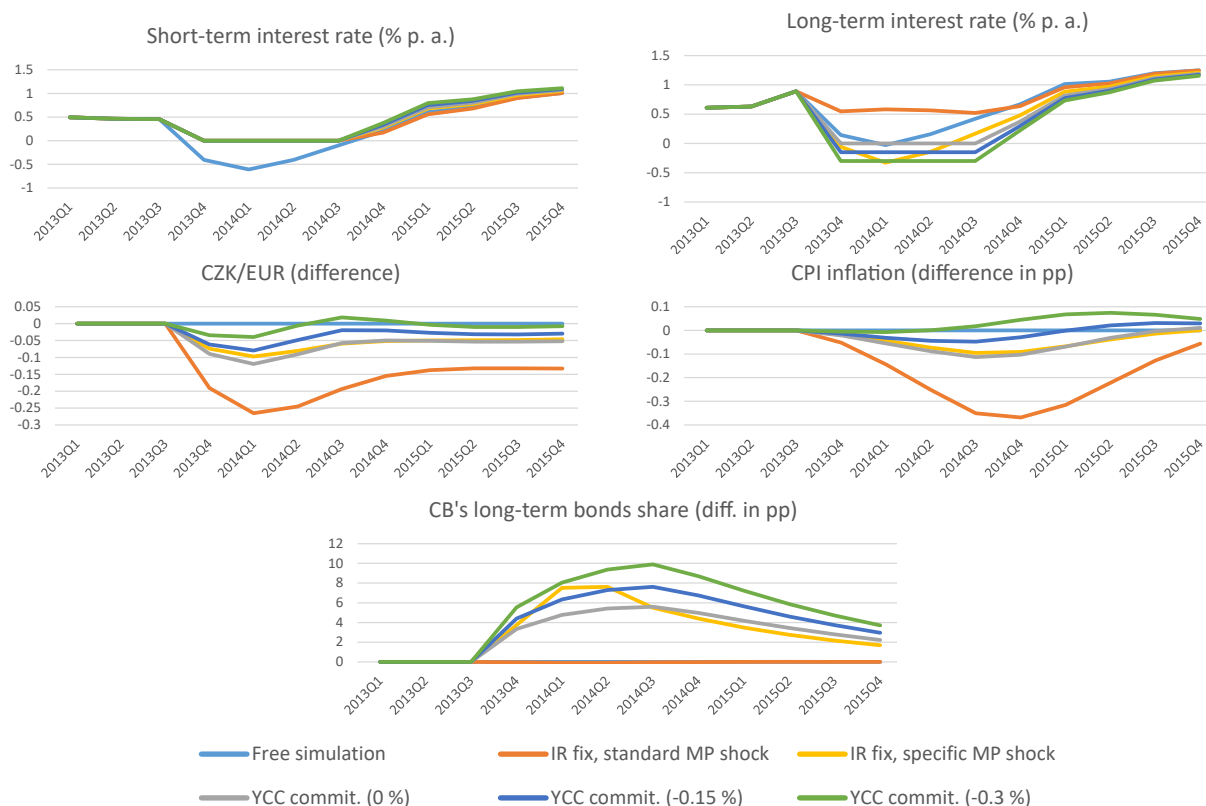 Short-term interest rate (% p. a.)
1.5
1
0.5
0
-0.5
-1
2013Q1 2013Q2 2013Q3 2013Q4 2014Q1 2014Q2 2014Q3 2014Q4 2015Q1 2015Q2 2015Q3 2015Q4
Long-term interest rate (% p. a.)
1.5
1
0.5
0
-0.5
-1
2013Q1 2013Q2 2013Q3 2013Q4 2014Q1 2014Q2 2014Q3 2014Q4 2015Q1 2015Q2 2015Q3 2015Q4
CZK/EUR (difference)
0.05
0
-0.05
-0.1
-0.15
-0.2
-0.25
-0.3
2013Q1 2013Q2 2013Q3 2013Q4 2014Q1 2014Q2 2014Q3 2014Q4 2015Q1 2015Q2 2015Q3 2015Q4
CPI inflation (difference in pp)
0.1
0
-0.1
-0.2
-0.3
-0.4
2013Q1 2013Q2 2013Q3 2013Q4 2014Q1 2014Q2 2014Q3 2014Q4 2015Q1 2015Q2 2015Q3 2015Q4
CB's long-term bonds share (diff. in pp)
12
10
8
6
4
2
0
2013Q1 2013Q2 2013Q3 2013Q4 2014Q1 2014Q2 2014Q3 2014Q4 2015Q1 2015Q2 2015Q3 2015Q4
Free simulation IR fix, standard MP shock IR fix, specific MP shock
YCC commit. (0 %) YCC commit. (-0.15 %) YCC commit. (-0.3 %)